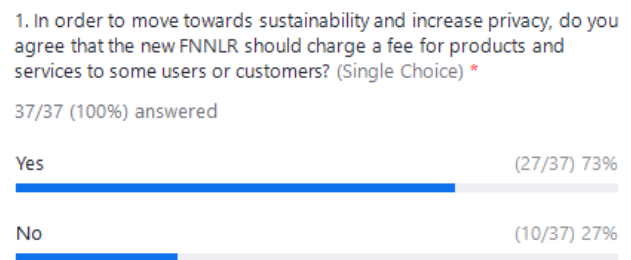 1. In order to move towards sustainability and increase privacy, do you
agree that the new FNNLR should charge a fee for products and
services to some users or customers? (Single Choice) *
37/37 (100%) answered
Yes (27/37) 73%
No (10/37) 27%